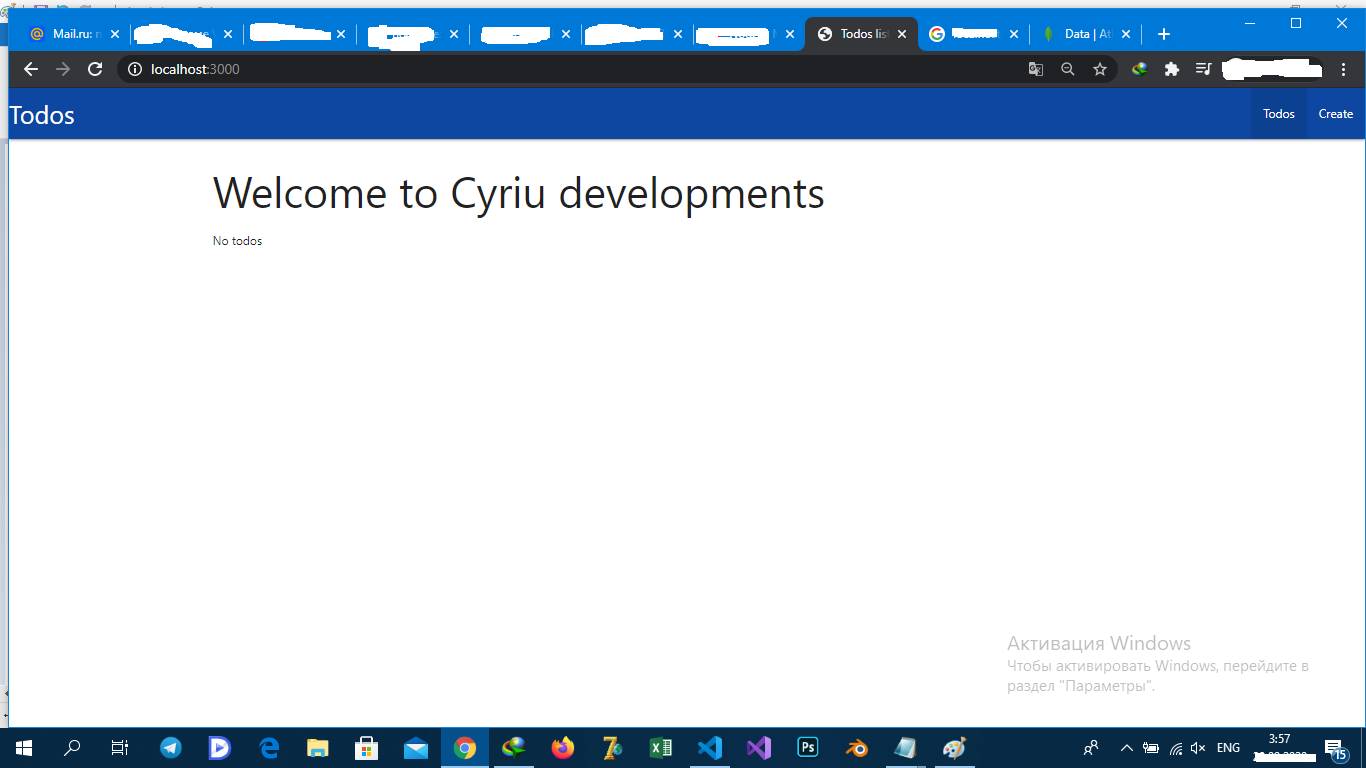 Mail.ru:
Todos list
Data | At
localhost:3000
Todos
Todos
Create
Welcome to Cyriu developments
No todos
Активация Windows
Чтобы активировать Windows, перейдите в
раздел "Параметры".
ENG
3:57
15